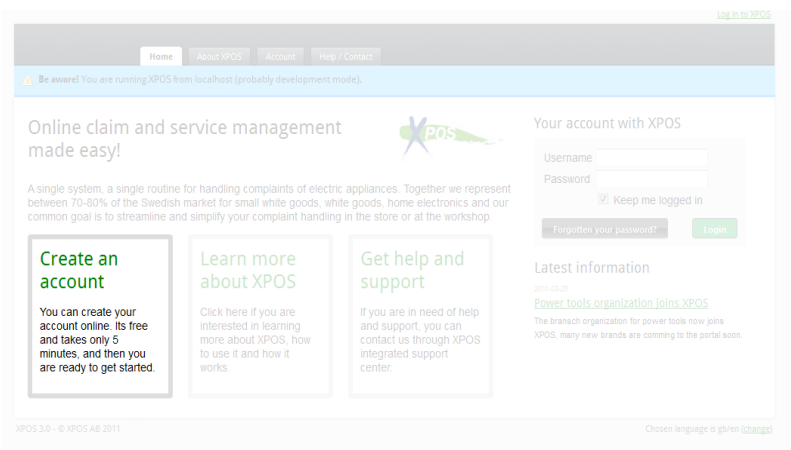 Log in to XPOS
Home
About XPOS
Account
Help / Contact
Be aware! You are running XPOS from localhost (probably development mode).
Online claim and service management
made easy!
XPOS
A single system, a single routine for handling complaints of electric appliances. Together we represent
between 70-80% of the Swedish market for small white goods, white goods, home electronics and our
common goal is to streamline and simplify your complaint handling in the store or at the workshop.
Create an
account
You can create your
account online. Its free
and takes only 5
minutes, and then you
are ready to get started.
Learn more
about XPOS
Click here if you are
interested in learning
more about XPOS, how
to use it and how it
works.
Get help and
support
If you are in need of help
and support, you can
contact us through XPOS
integrated support
center.
Your account with XPOS
Username
Password
Keep me logged in
Forgotten your password?
Login
Latest information
Power tools organization joins XPOS
The bransch organization for power tools now joins
XPOS, many new brands are comming to the portal soon.
XPOS 3.0 - © XPOS AB 2011
Chosen language is gb/en (change)